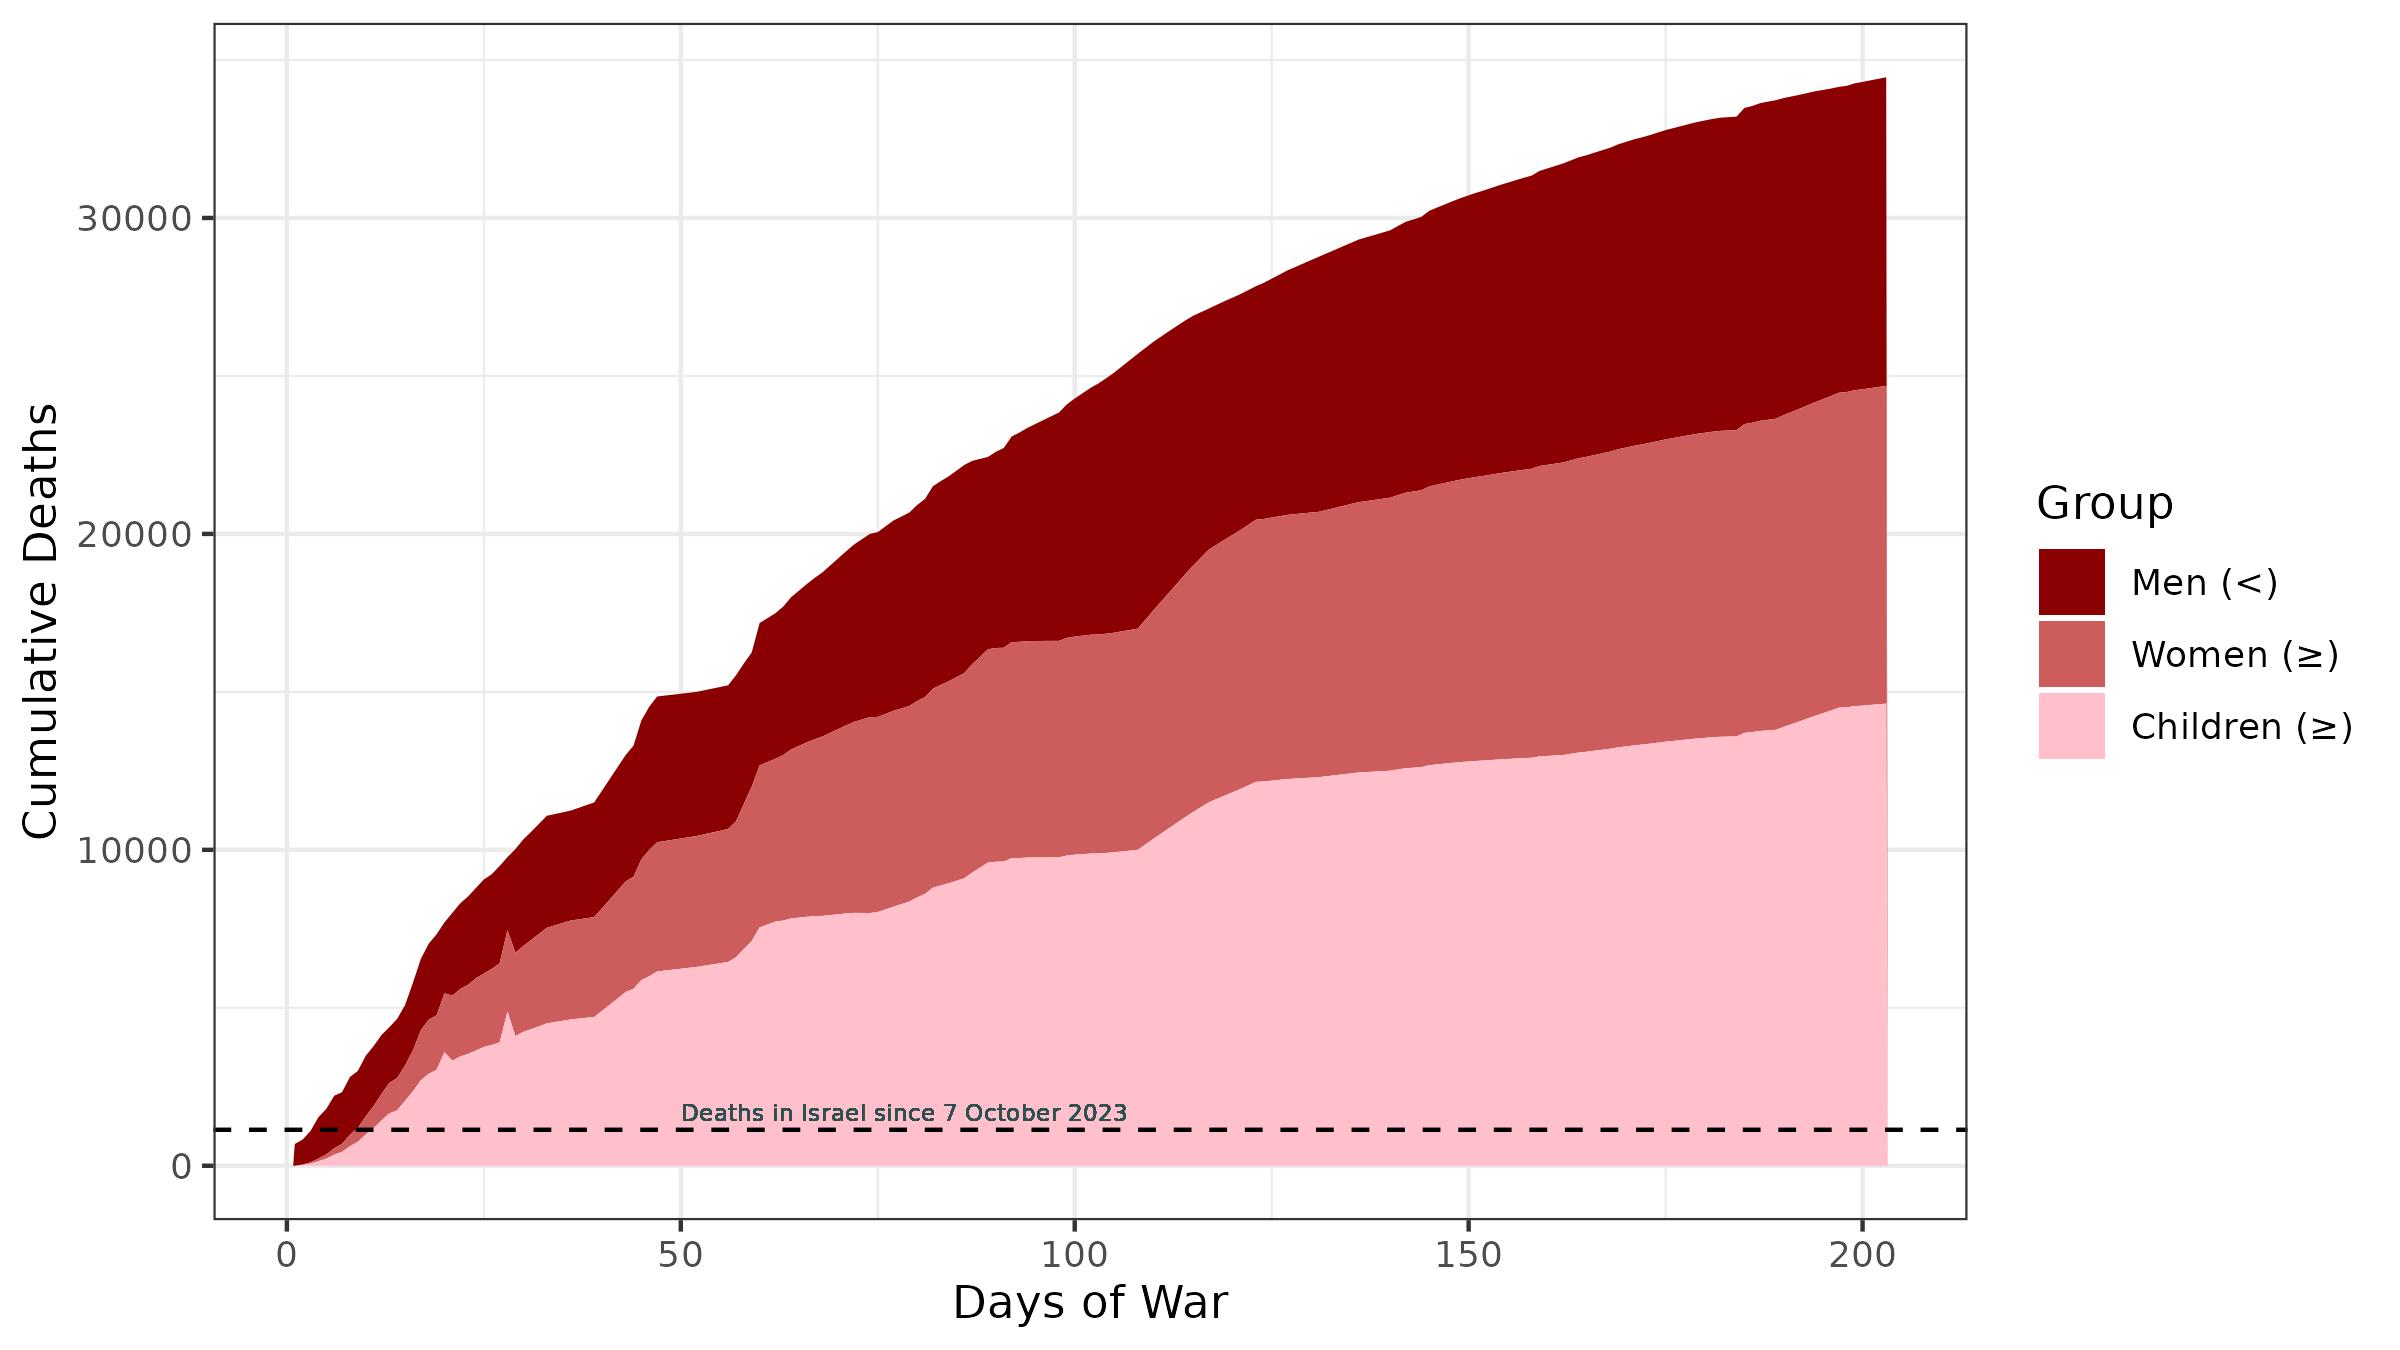 Cumulative Deaths
30000
20000
10000
0
Deaths in Israel since 7 October 2023
0 50 100 150 200
Days of War
Group
Men (<)
Women (≥)
Children (≥)